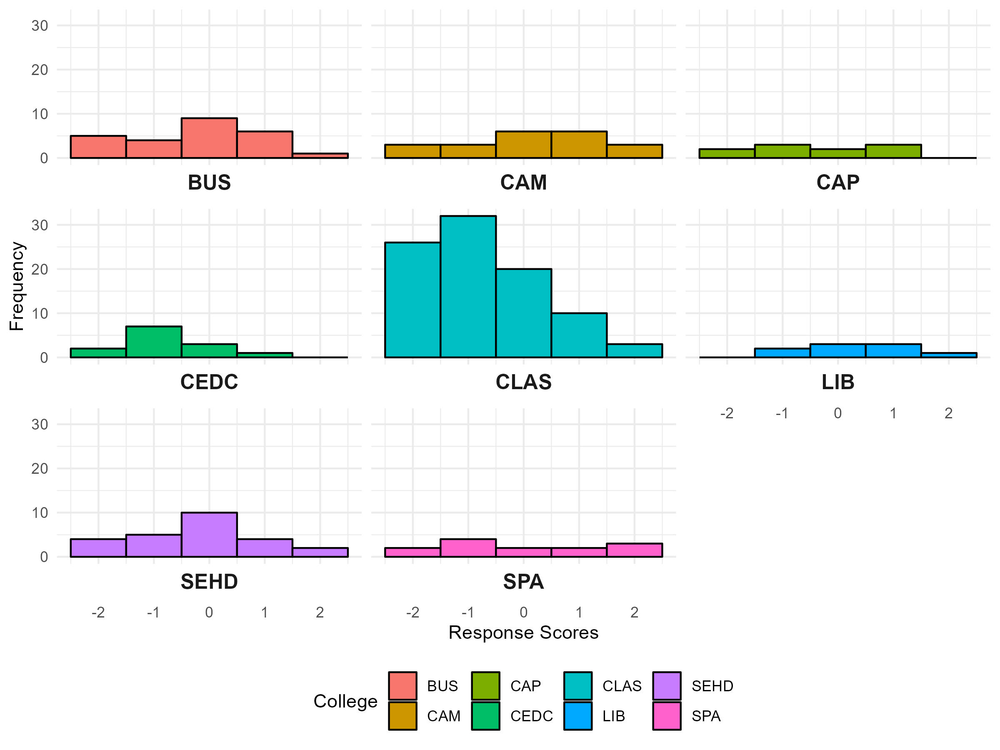 30
20
10
0
BUS
CAM
CAP
30
20
10
0
CEDC
CLAS
LIB
-2 -1 0 1 2
30
20
10
0
SEHD
SPA
-2 -1 0 1 2
-2 -1 0 1 2
Frequency
Response Scores
College
BUS CAP CLAS SEHD
CAM CEDC LIB SPA